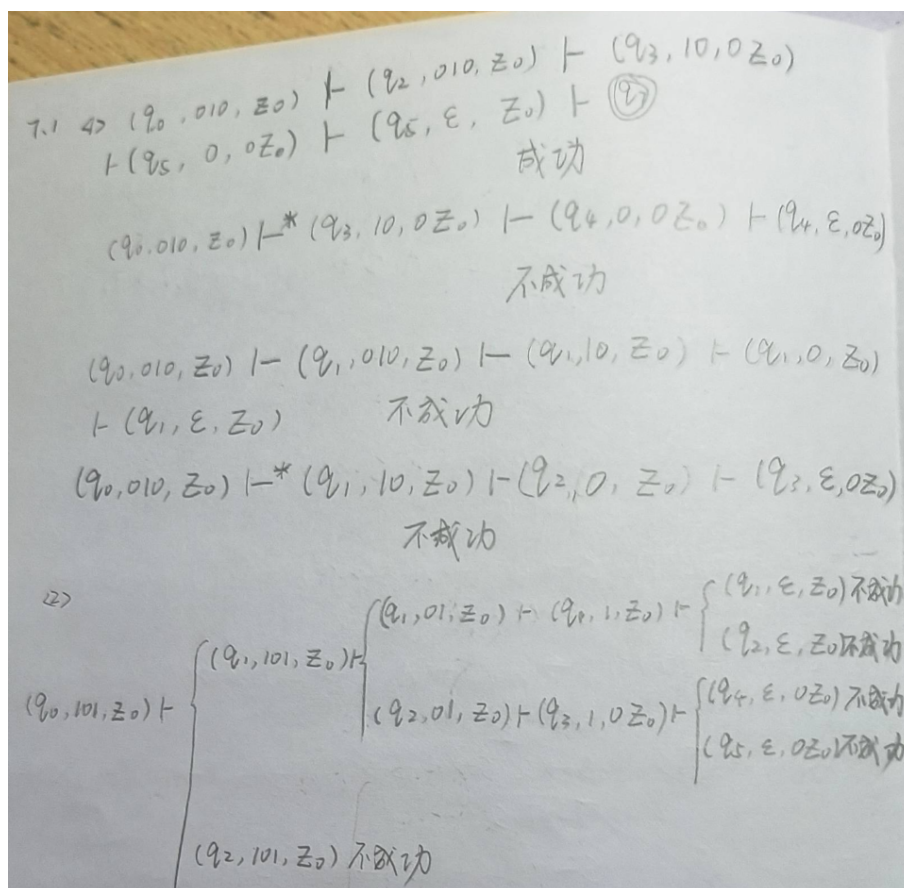 7.1 <1> (q₀, 010, Z₀) ⊢ (q₂, 010, Z₀) ⊢ (q₃, 10, 0Z₀)
⊢ (q₅, 0, 0Z₀) ⊢ (q₅, ε, Z₀) ⊢ q₇
成功
(q₀, 010, Z₀) ⊢* (q₃, 10, 0Z₀) ⊢ (q₄, 0, 0Z₀) ⊢ (q₄, ε, 0Z₀)
不成功
(q₀, 010, Z₀) ⊢ (q₁, 010, Z₀) ⊢ (q₁, 10, Z₀) ⊢ (q₁, 0, Z₀)
⊢ (q₁, ε, Z₀) 不成功
(q₀, 010, Z₀) ⊢* (q₁, 10, Z₀) ⊢ (q₂, 0, Z₀) ⊢ (q₃, ε, 0Z₀)
不成功
<2>
(q₁, ε, Z₀) 不成功
(q₁, 01, Z₀) ⊢ (q₁, 1, Z₀) ⊢
(q₂, ε, Z₀) 不成功
(q₁, 101, Z₀) ⊢
(q₀, 101, Z₀) ⊢
(q₄, ε, 0Z₀) 不成功
(q₂, 01, Z₀) ⊢ (q₃, 1, 0Z₀) ⊢
(q₅, ε, 0Z₀) 不成功
(q₂, 101, Z₀) 不成功